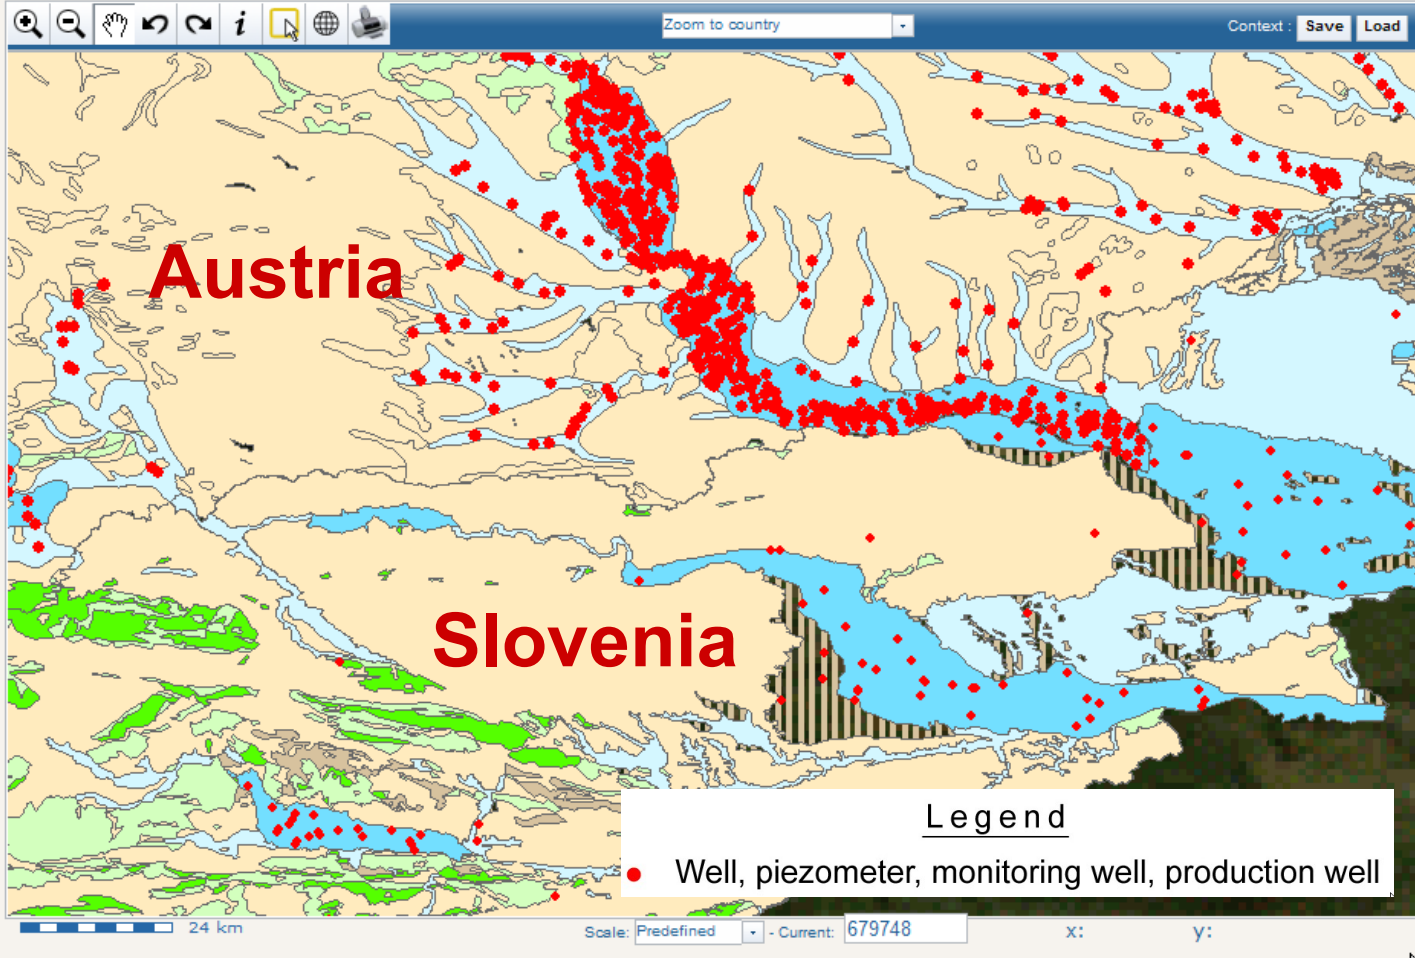 i
Zoom to country
Context :
Save
Load
Austria
Slovenia
Legend
Well, piezometer, monitoring well, production well
24 km
Scale: Predefined - Current: 679748
x:
y: